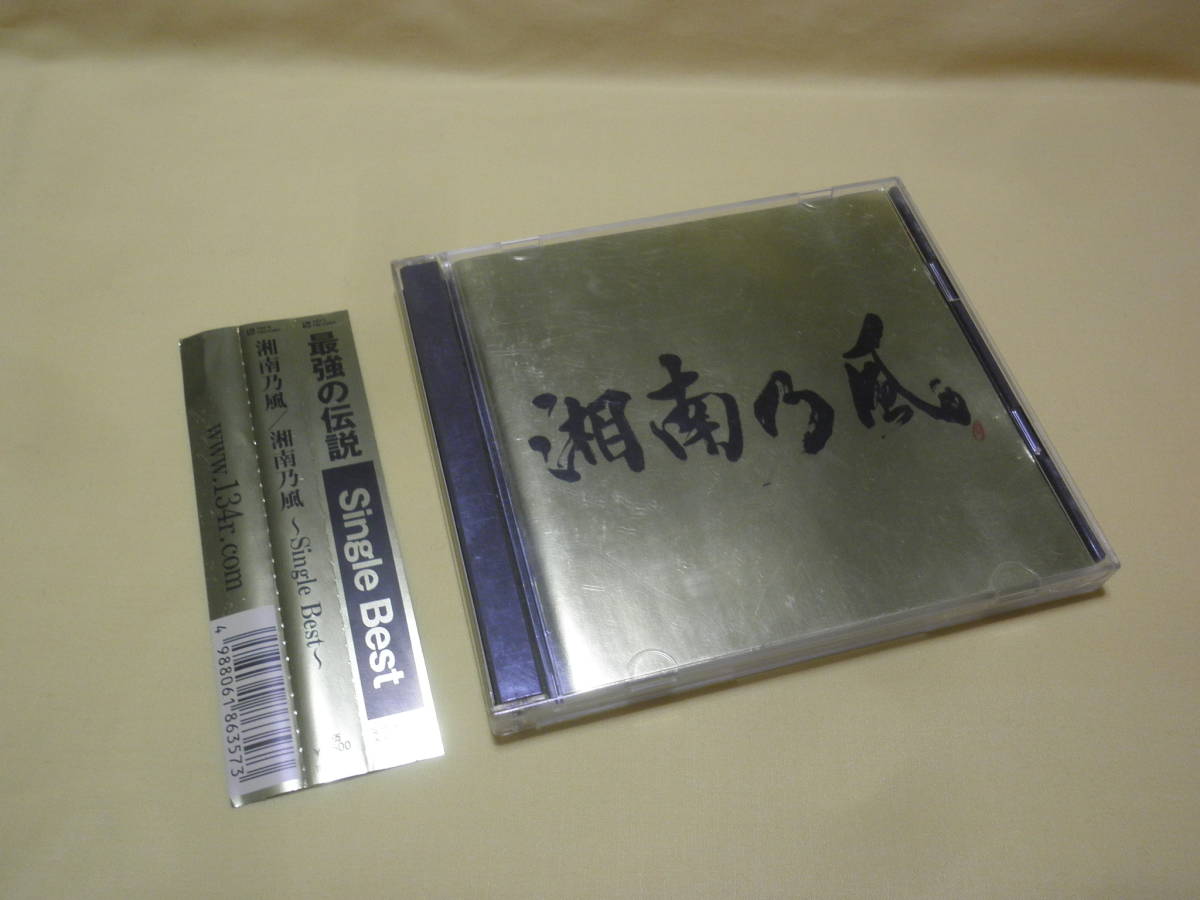 最強の伝説
Single Best
湘南乃風／湘南乃風 ～Single Best～
www.134r.com
4 988061 863573
湘南乃風